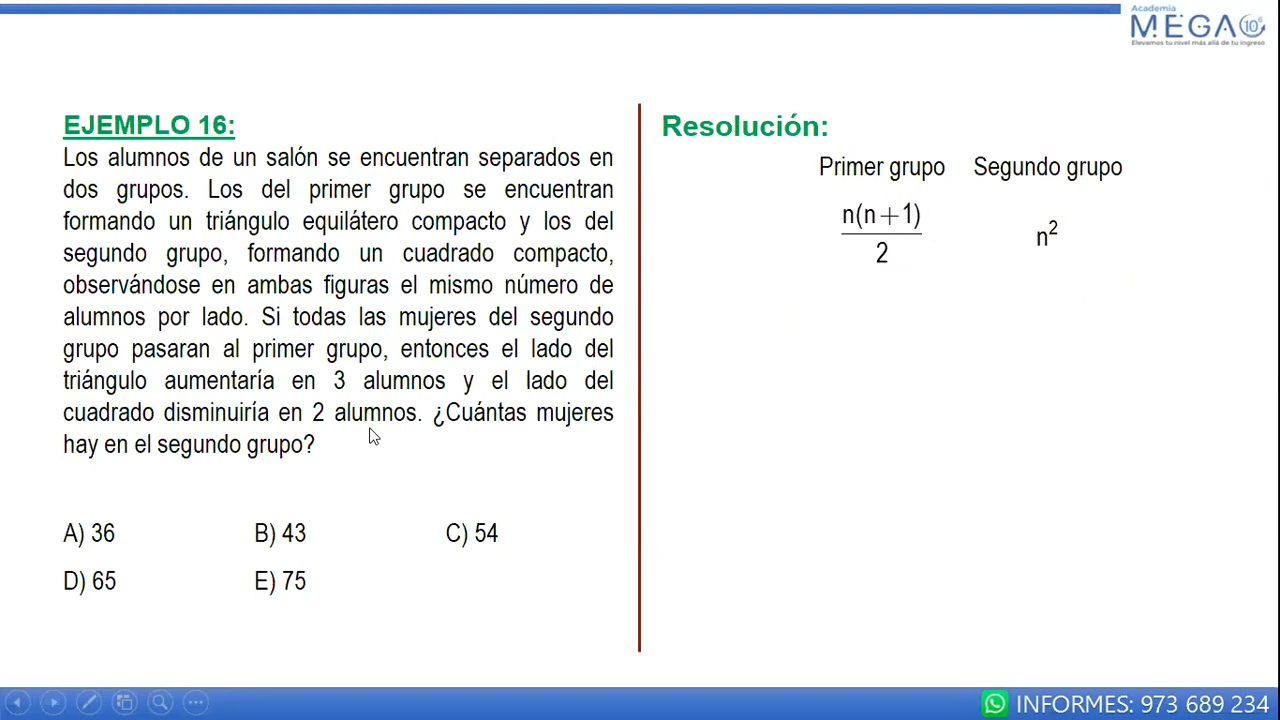 Academia
MEGA 10⁶
Elevamos tu nivel más allá de tu ingreso
EJEMPLO 16:
Los alumnos de un salón se encuentran separados en
dos grupos. Los del primer grupo se encuentran
formando un triángulo equilátero compacto y los del
segundo grupo, formando un cuadrado compacto,
observándose en ambas figuras el mismo número de
alumnos por lado. Si todas las mujeres del segundo
grupo pasaran al primer grupo, entonces el lado del
triángulo aumentaría en 3 alumnos y el lado del
cuadrado disminuiría en 2 alumnos. ¿Cuántas mujeres
hay en el segundo grupo?
A) 36 B) 43 C) 54
D) 65 E) 75
Resolución:
Primer grupo Segundo grupo
n(n+1)
2
n²
INFORMES: 973 689 234